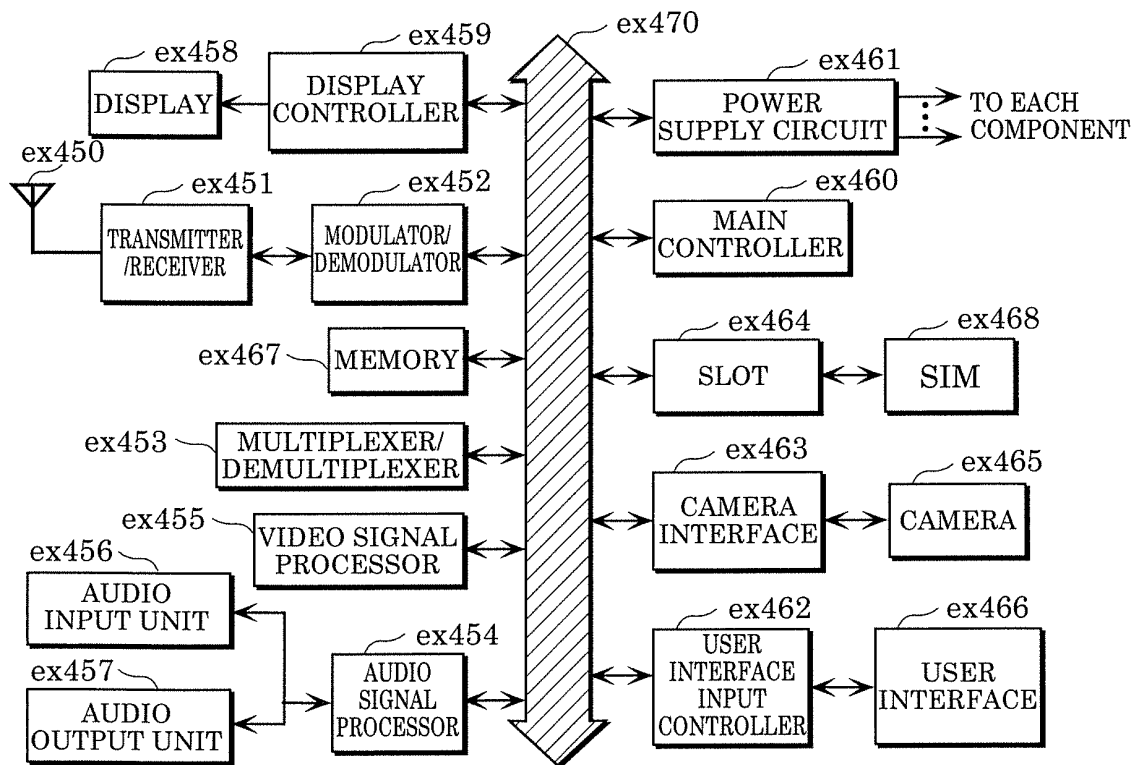 ex470
ex459
ex458
DISPLAY
DISPLAY
CONTROLLER
ex461
POWER
SUPPLY CIRCUIT
TO EACH
COMPONENT
ex450
ex451
TRANSMITTER
/RECEIVER
ex452
MODULATOR/
DEMODULATOR
ex460
MAIN
CONTROLLER
ex467
MEMORY
ex464
SLOT
ex468
SIM
ex453
MULTIPLEXER/
DEMULTIPLEXER
ex463
CAMERA
INTERFACE
ex465
CAMERA
ex455
VIDEO SIGNAL
PROCESSOR
ex456
AUDIO
INPUT UNIT
ex457
AUDIO
OUTPUT UNIT
ex454
AUDIO
SIGNAL
PROCESSOR
ex462
USER
INTERFACE
INPUT
CONTROLLER
ex466
USER
INTERFACE